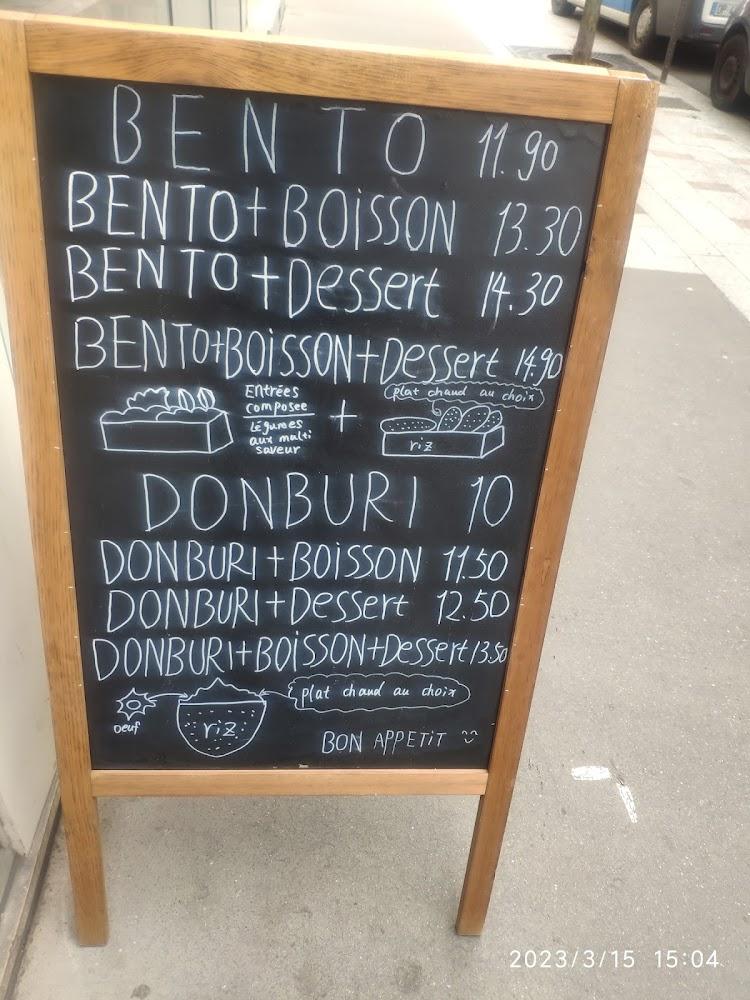 BENTO 11.90
BENTO+BOiSSON 13.30
BENTO+Dessert 14.30
BENTO+BOiSSON+Dessert 14.90
Entrées
composee
Légumes
aux multi
saveur
+
plat chaud au choix
riz
DONBURI 10
DONBURI+BOiSSON 11.50
DONBURI+Dessert 12.50
DONBURI+BOiSSON+Dessert 13.50
oeuf
riz
plat chaud au choix
BON APPETiT
2023/3/15 15:04